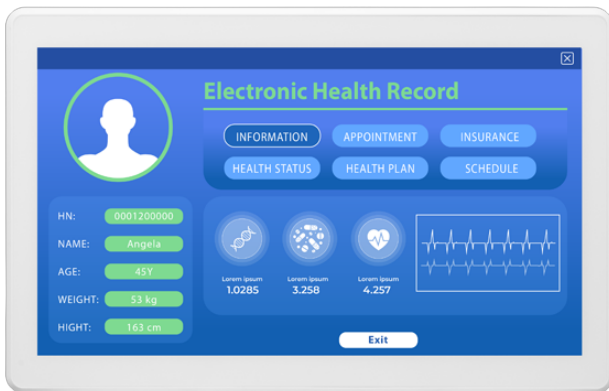 Electronic Health Record
INFORMATION APPOINTMENT INSURANCE
HEALTH STATUS HEALTH PLAN SCHEDULE
HN: 0001200000
NAME: Angela
AGE: 45Y
WEIGHT: 53 kg
HIGHT: 163 cm
Lorem Ipsum Lorem Ipsum Lorem Ipsum
1.0285 3.258 4.257
Exit